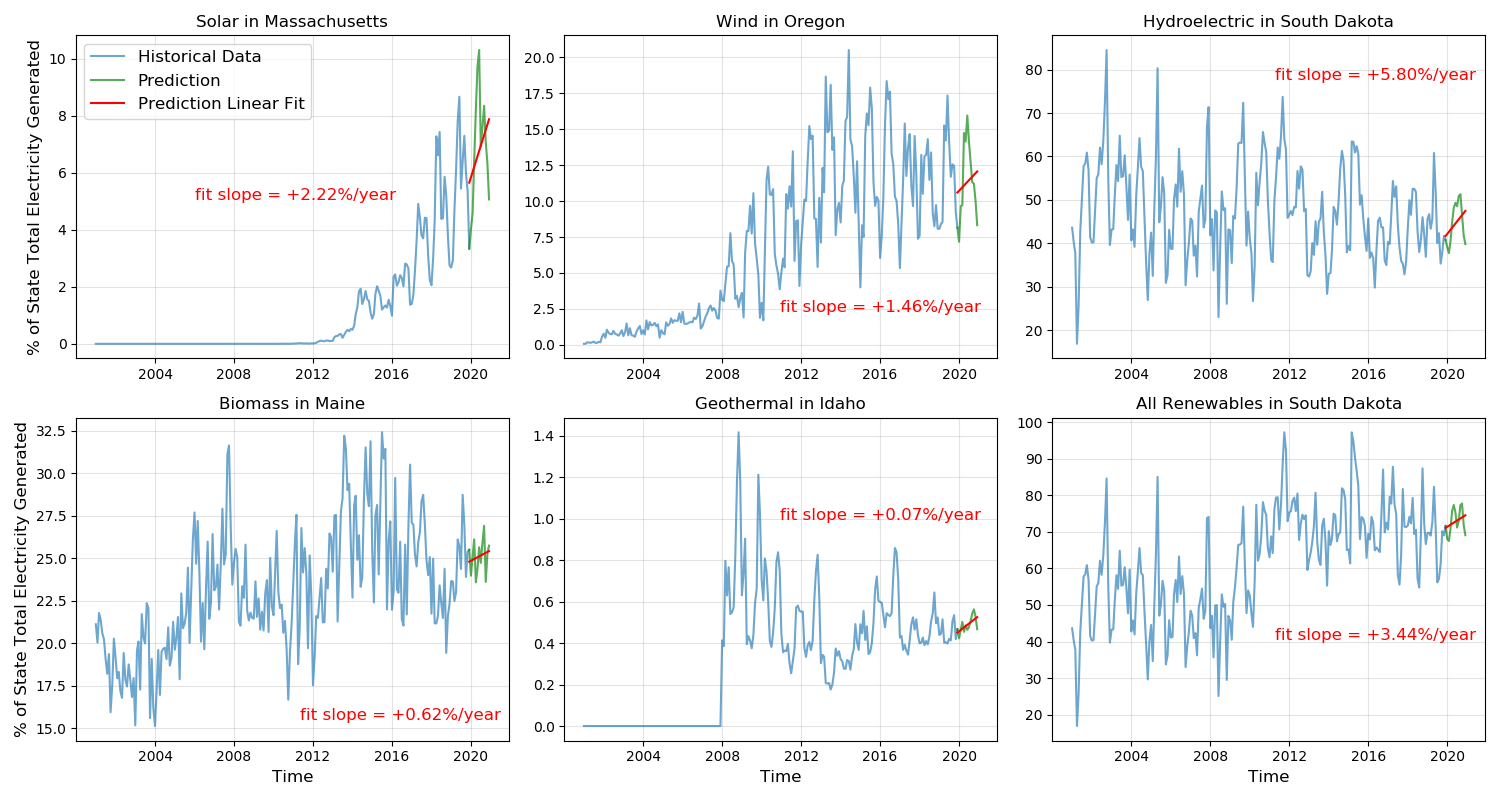 Solar in Massachusetts
% of State Total Electricity Generated
10
8
6
4
2
0
Historical Data
Prediction
Prediction Linear Fit
fit slope = +2.22%/year
2004 2008 2012 2016 2020
Wind in Oregon
20.0
17.5
15.0
12.5
10.0
7.5
5.0
2.5
0.0
fit slope = +1.46%/year
2004 2008 2012 2016 2020
Hydroelectric in South Dakota
80
70
60
50
40
30
20
fit slope = +5.80%/year
2004 2008 2012 2016 2020
Biomass in Maine
% of State Total Electricity Generated
32.5
30.0
27.5
25.0
22.5
20.0
17.5
15.0
fit slope = +0.62%/year
2004 2008 2012 2016 2020
Time
Geothermal in Idaho
1.4
1.2
1.0
0.8
0.6
0.4
0.2
0.0
fit slope = +0.07%/year
2004 2008 2012 2016 2020
Time
All Renewables in South Dakota
100
90
80
70
60
50
40
30
20
fit slope = +3.44%/year
2004 2008 2012 2016 2020
Time